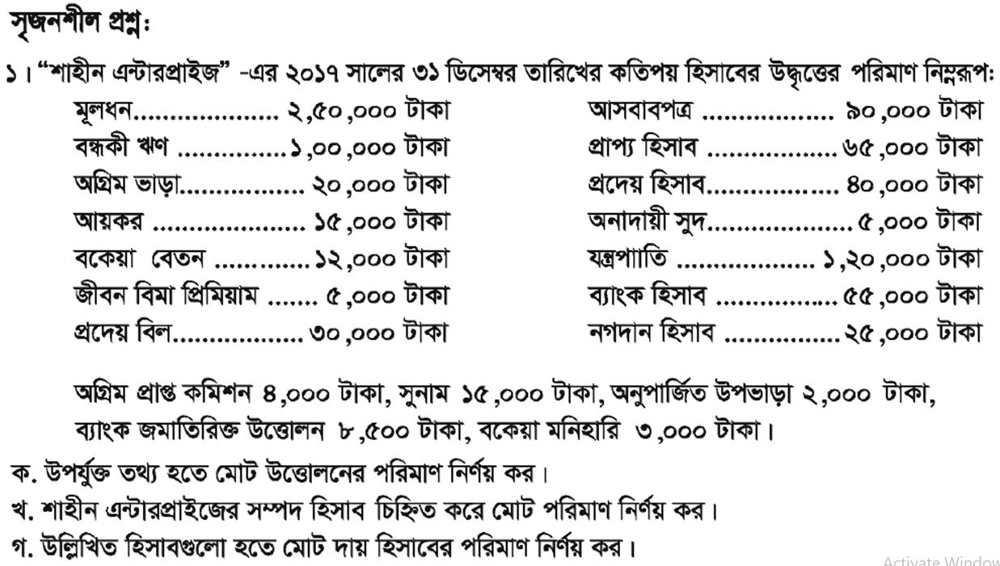 সৃজনশীল প্রশ্ন:
১। “শাহীন এন্টারপ্রাইজ” -এর ২০১৭ সালের ৩১ ডিসেম্বর তারিখের কতিপয় হিসাবের উদ্ধৃত্তের পরিমাণ নিম্নরূপ:
মূলধন.................... ২,৫০,০০০ টাকা আসবাবপত্র .................. ৯০,০০০ টাকা
বন্ধকী ঋণ ...............১,০০,০০০ টাকা প্রাপ্য হিসাব ..................৬৫,০০০ টাকা
অগ্রিম ভাড়া................. ২০,০০০ টাকা প্রদেয় হিসাব.................. ৪০,০০০ টাকা
আয়কর ..................... ১৫,০০০ টাকা অনাদায়ী সুদ....................৫,০০০ টাকা
বকেয়া বেতন .............১২,০০০ টাকা যন্ত্রপাাতি ................... ১,২০,০০০ টাকা
জীবন বিমা প্রিমিয়াম ....... ৫,০০০ টাকা ব্যাংক হিসাব .................৫৫,০০০ টাকা
প্রদেয় বিল.................. ৩০,০০০ টাকা নগদান হিসাব ................২৫,০০০ টাকা
অগ্রিম প্রাপ্ত কমিশন ৪,০০০ টাকা, সুনাম ১৫,০০০ টাকা, অনুপার্জিত উপভাড়া ২,০০০ টাকা,
ব্যাংক জমাতিরিক্ত উত্তোলন ৮,৫০০ টাকা, বকেয়া মনিহারি ৩,০০০ টাকা।
ক. উপর্যুক্ত তথ্য হতে মোট উত্তোলনের পরিমাণ নির্ণয় কর।
খ. শাহীন এন্টারপ্রাইজের সম্পদ হিসাব চিহ্নিত করে মোট পরিমাণ নির্ণয় কর।
গ. উল্লিখিত হিসাবগুলো হতে মোট দায় হিসাবের পরিমাণ নির্ণয় কর।
Activate Window